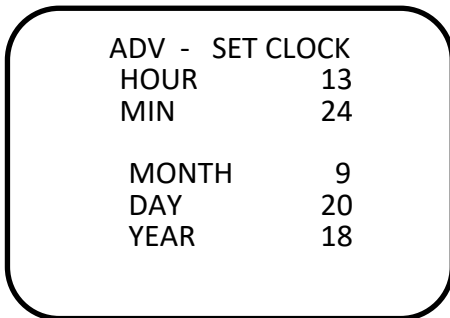 ADV - SET CLOCK
HOUR 13
MIN 24
MONTH 9
DAY 20
YEAR 18